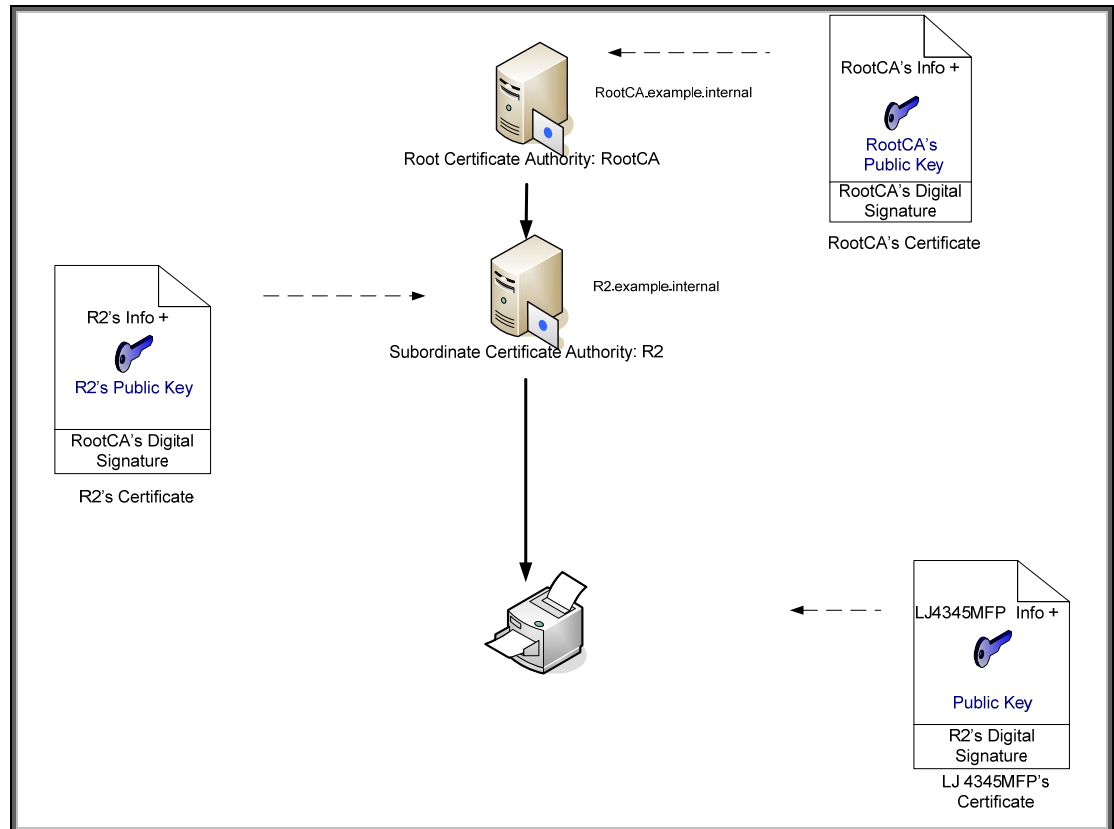 RootCA's Info +
RootCA.example.internal
RootCA's
Public Key
Root Certificate Authority: RootCA
RootCA's Digital
Signature
RootCA's Certificate
R2.example.internal
R2's Info +
Subordinate Certificate Authority: R2
R2's Public Key
RootCA's Digital
Signature
R2's Certificate
LJ4345MFP Info +
Public Key
R2's Digital
Signature
LJ 4345MFP's
Certificate